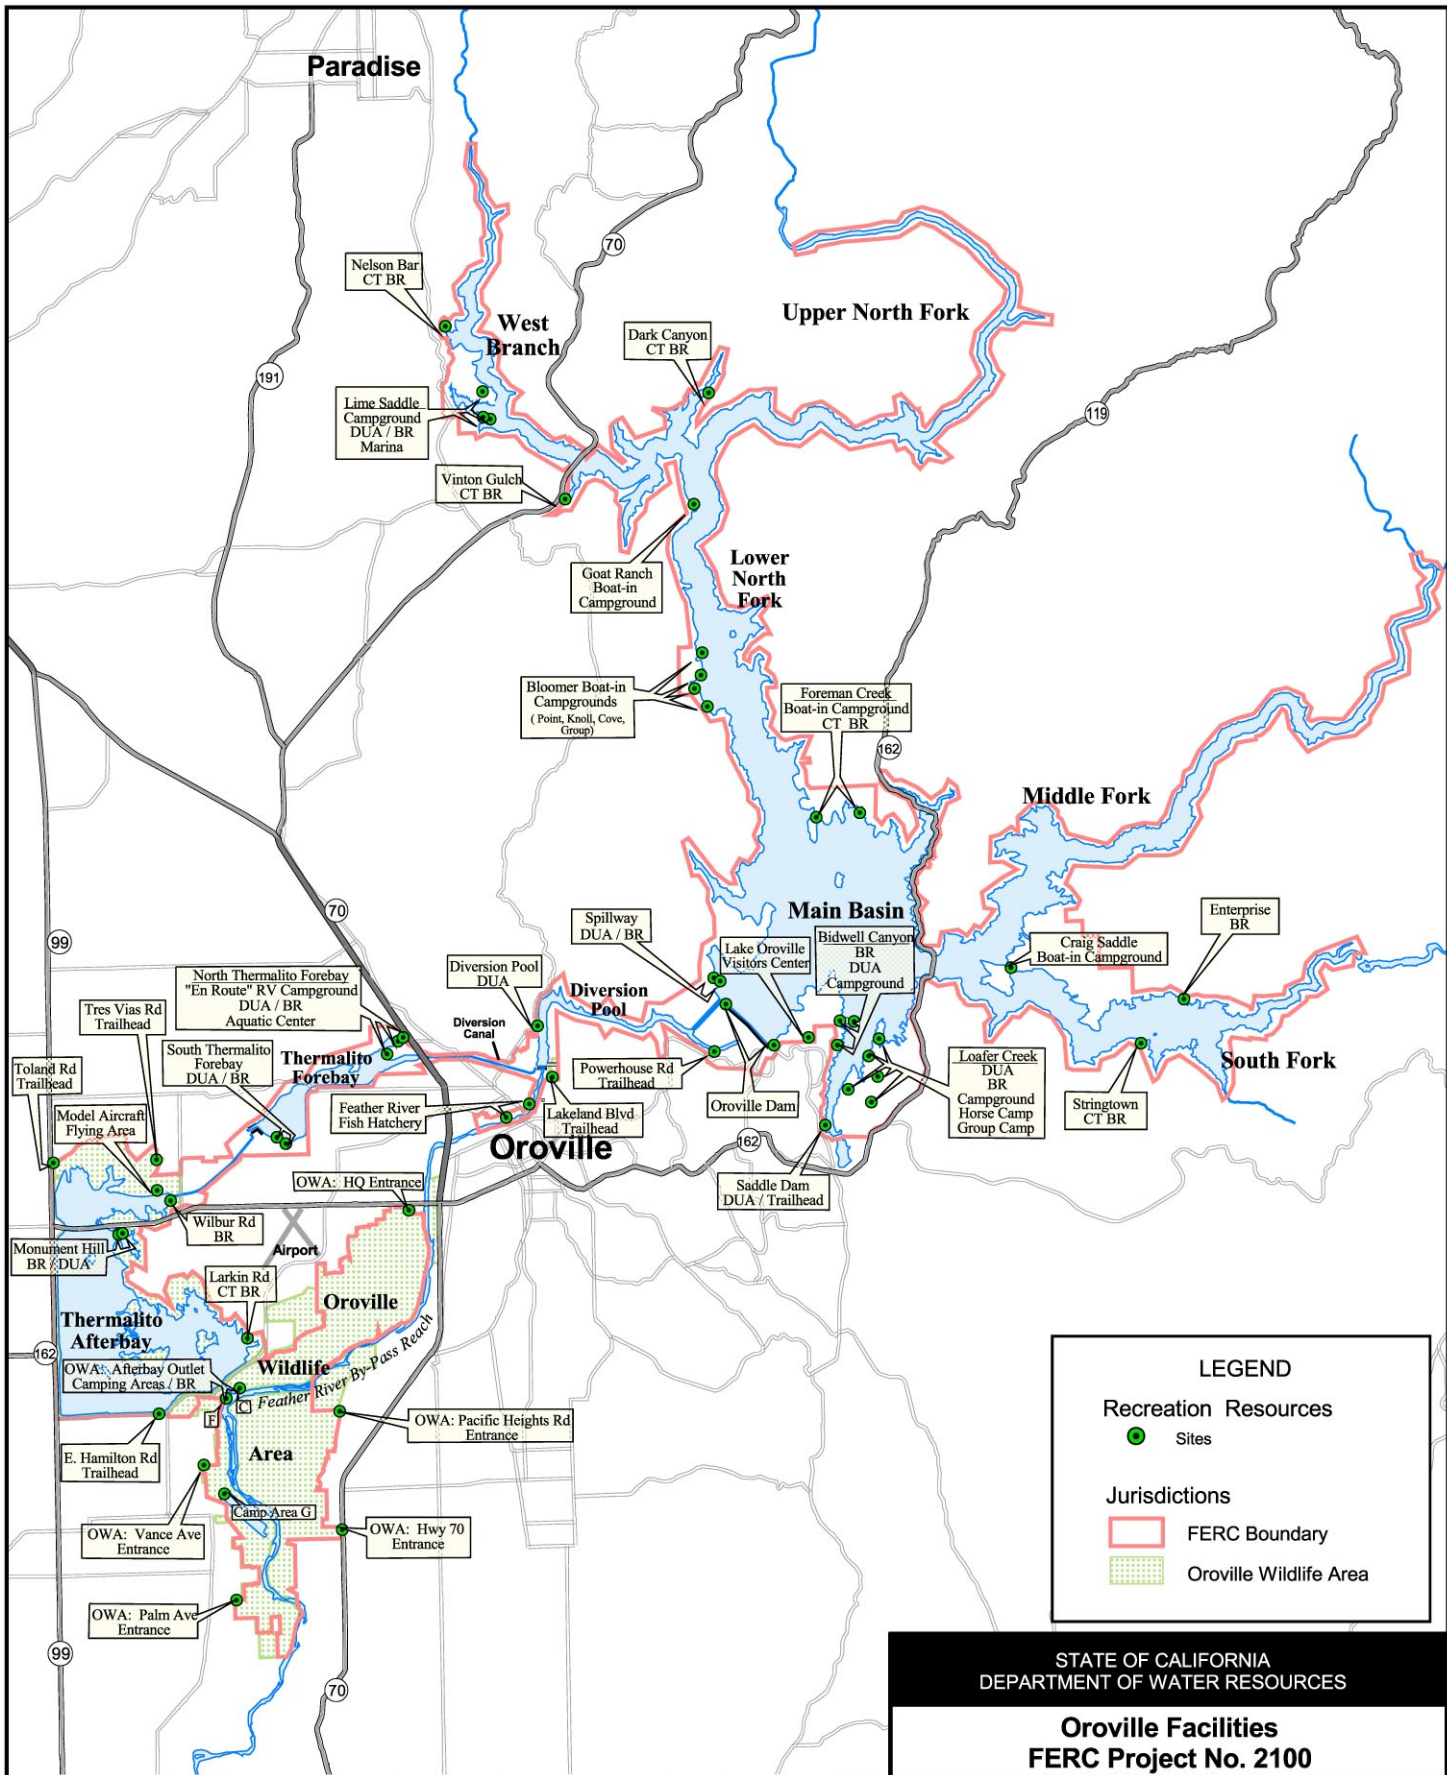 Paradise
70
Nelson Bar
CT BR
West
Branch
Upper North Fork
Dark Canyon
CT BR
191
119
Lime Saddle
Campground
DUA / BR
Marina
Vinton Gulch
CT BR
Lower
North
Fork
Goat Ranch
Boat-in
Campground
Bloomer Boat-in
Campgrounds
( Point, Knoll, Cove,
Group)
Foreman Creek
Boat-in Campground
CT BR
162
Middle Fork
70
99
Main Basin
Enterprise
BR
Spillway
DUA / BR
Lake Oroville
Visitors Center
Bidwell Canyon
BR
DUA
Campground
Craig Saddle
Boat-in Campground
North Thermalito Forebay
"En Route" RV Campground
DUA / BR
Aquatic Center
Diversion Pool
DUA
Diversion
Pool
Tres Vias Rd
Trailhead
Diversion
Canal
South Thermalito
Forebay
DUA / BR
Thermalito
Forebay
Toland Rd
Trailhead
Powerhouse Rd
Trailhead
Loafer Creek
DUA
BR
Campground
Horse Camp
Group Camp
South Fork
Model Aircraft
Flying Area
Feather River
Fish Hatchery
Lakeland Blvd
Trailhead
Oroville Dam
Stringtown
CT BR
Oroville
162
OWA: HQ Entrance
Saddle Dam
DUA / Trailhead
Wilbur Rd
BR
Monument Hill
BR / DUA
Airport
Larkin Rd
CT BR
Oroville
Thermalito
Afterbay
162
OWA: Afterbay Outlet
Camping Areas / BR
Wildlife
Feather River By-Pass Reach
C
F
OWA: Pacific Heights Rd
Entrance
E. Hamilton Rd
Trailhead
Area
Camp Area G
OWA: Vance Ave
Entrance
OWA: Hwy 70
Entrance
OWA: Palm Ave
Entrance
99
70
LEGEND
Recreation Resources
Sites
Jurisdictions
FERC Boundary
Oroville Wildlife Area
STATE OF CALIFORNIA
DEPARTMENT OF WATER RESOURCES
Oroville Facilities
FERC Project No. 2100